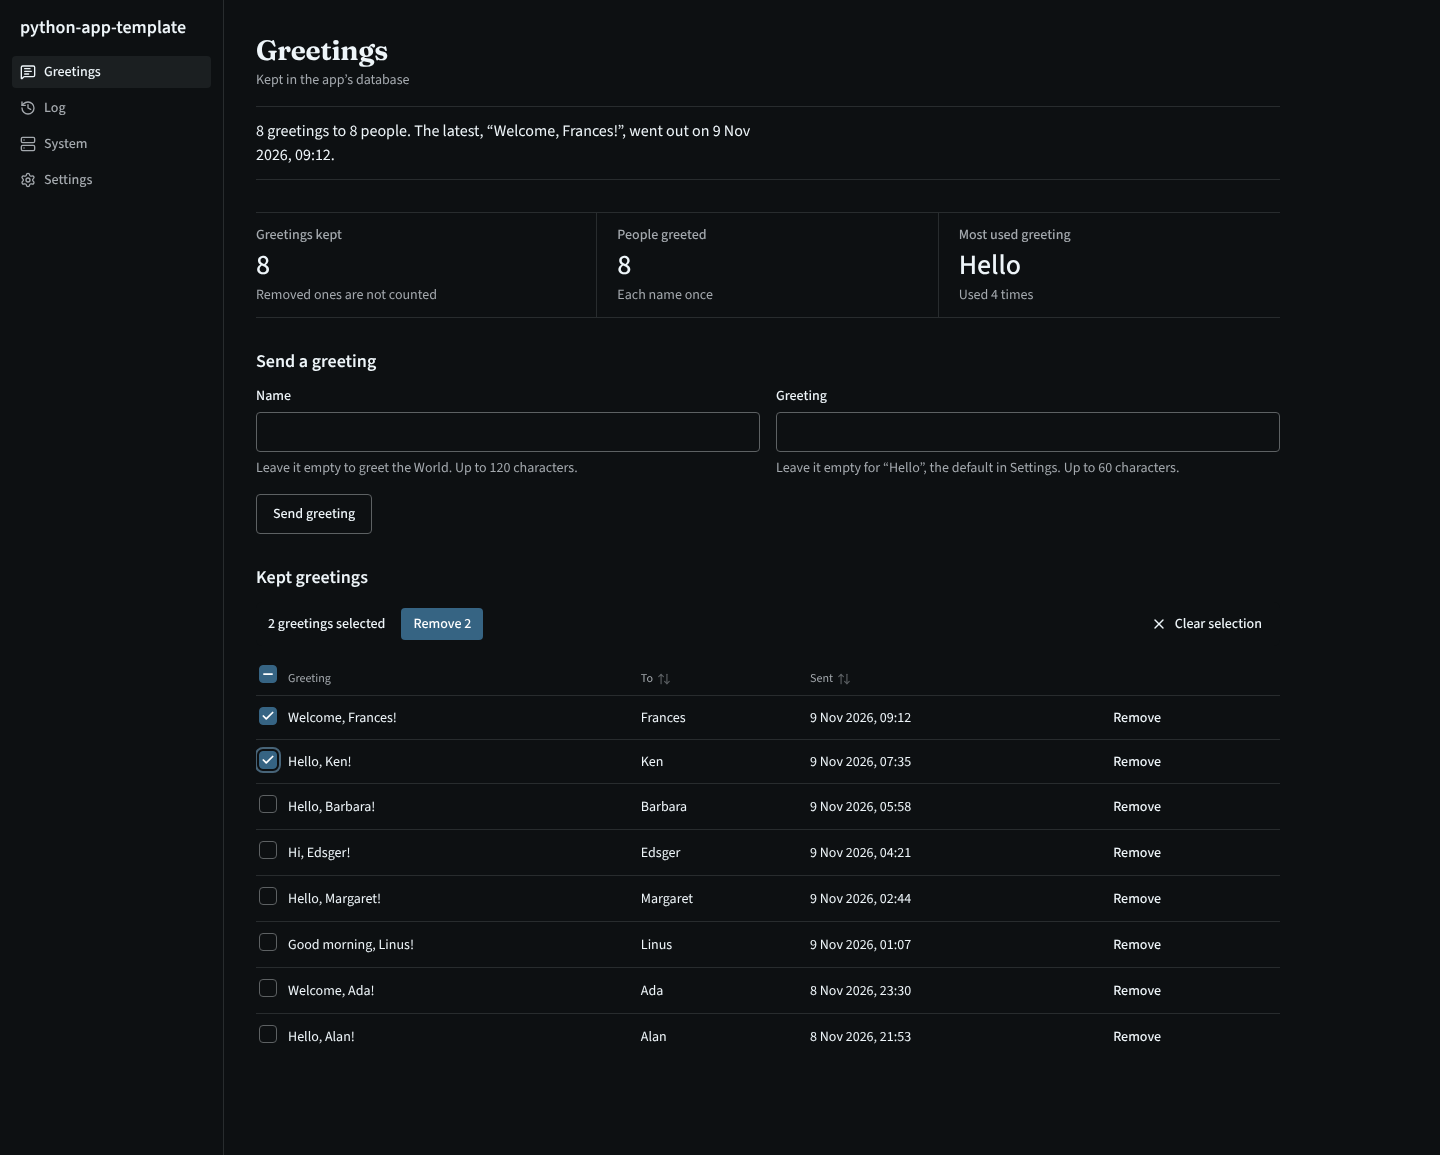 python-app-template
Greetings
Log
System
Settings
Greetings
Kept in the app’s database
8 greetings to 8 people. The latest, “Welcome, Frances!”, went out on 9 Nov
2026, 09:12.
Greetings kept
8
Removed ones are not counted
People greeted
8
Each name once
Most used greeting
Hello
Used 4 times
Send a greeting
Name
Leave it empty to greet the World. Up to 120 characters.
Greeting
Leave it empty for “Hello”, the default in Settings. Up to 60 characters.
Send greeting
Kept greetings
2 greetings selected Remove 2 Clear selection
Greeting To Sent
Welcome, Frances! Frances 9 Nov 2026, 09:12 Remove
Hello, Ken! Ken 9 Nov 2026, 07:35 Remove
Hello, Barbara! Barbara 9 Nov 2026, 05:58 Remove
Hi, Edsger! Edsger 9 Nov 2026, 04:21 Remove
Hello, Margaret! Margaret 9 Nov 2026, 02:44 Remove
Good morning, Linus! Linus 9 Nov 2026, 01:07 Remove
Welcome, Ada! Ada 8 Nov 2026, 23:30 Remove
Hello, Alan! Alan 8 Nov 2026, 21:53 Remove